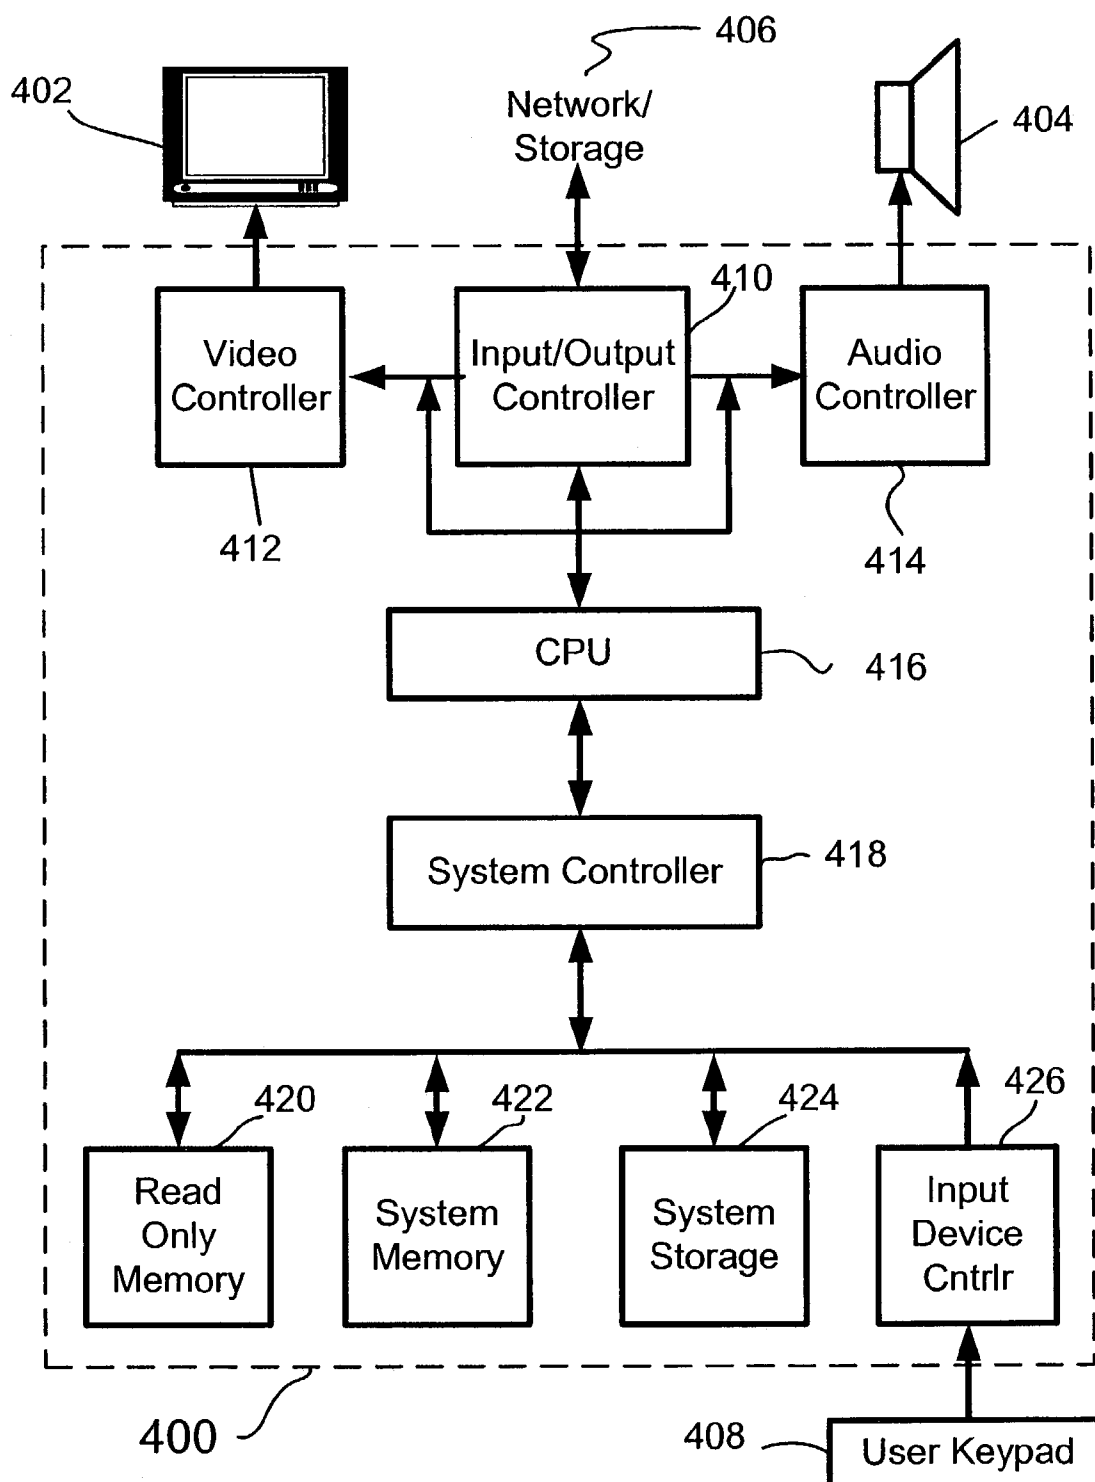 406
402
Network/
Storage
404
410
Video
Controller
Input/Output
Controller
Audio
Controller
412
414
CPU
416
System Controller
418
420
422
424
426
Read
Only
Memory
System
Memory
System
Storage
Input
Device
Cntrlr
400
408
User Keypad